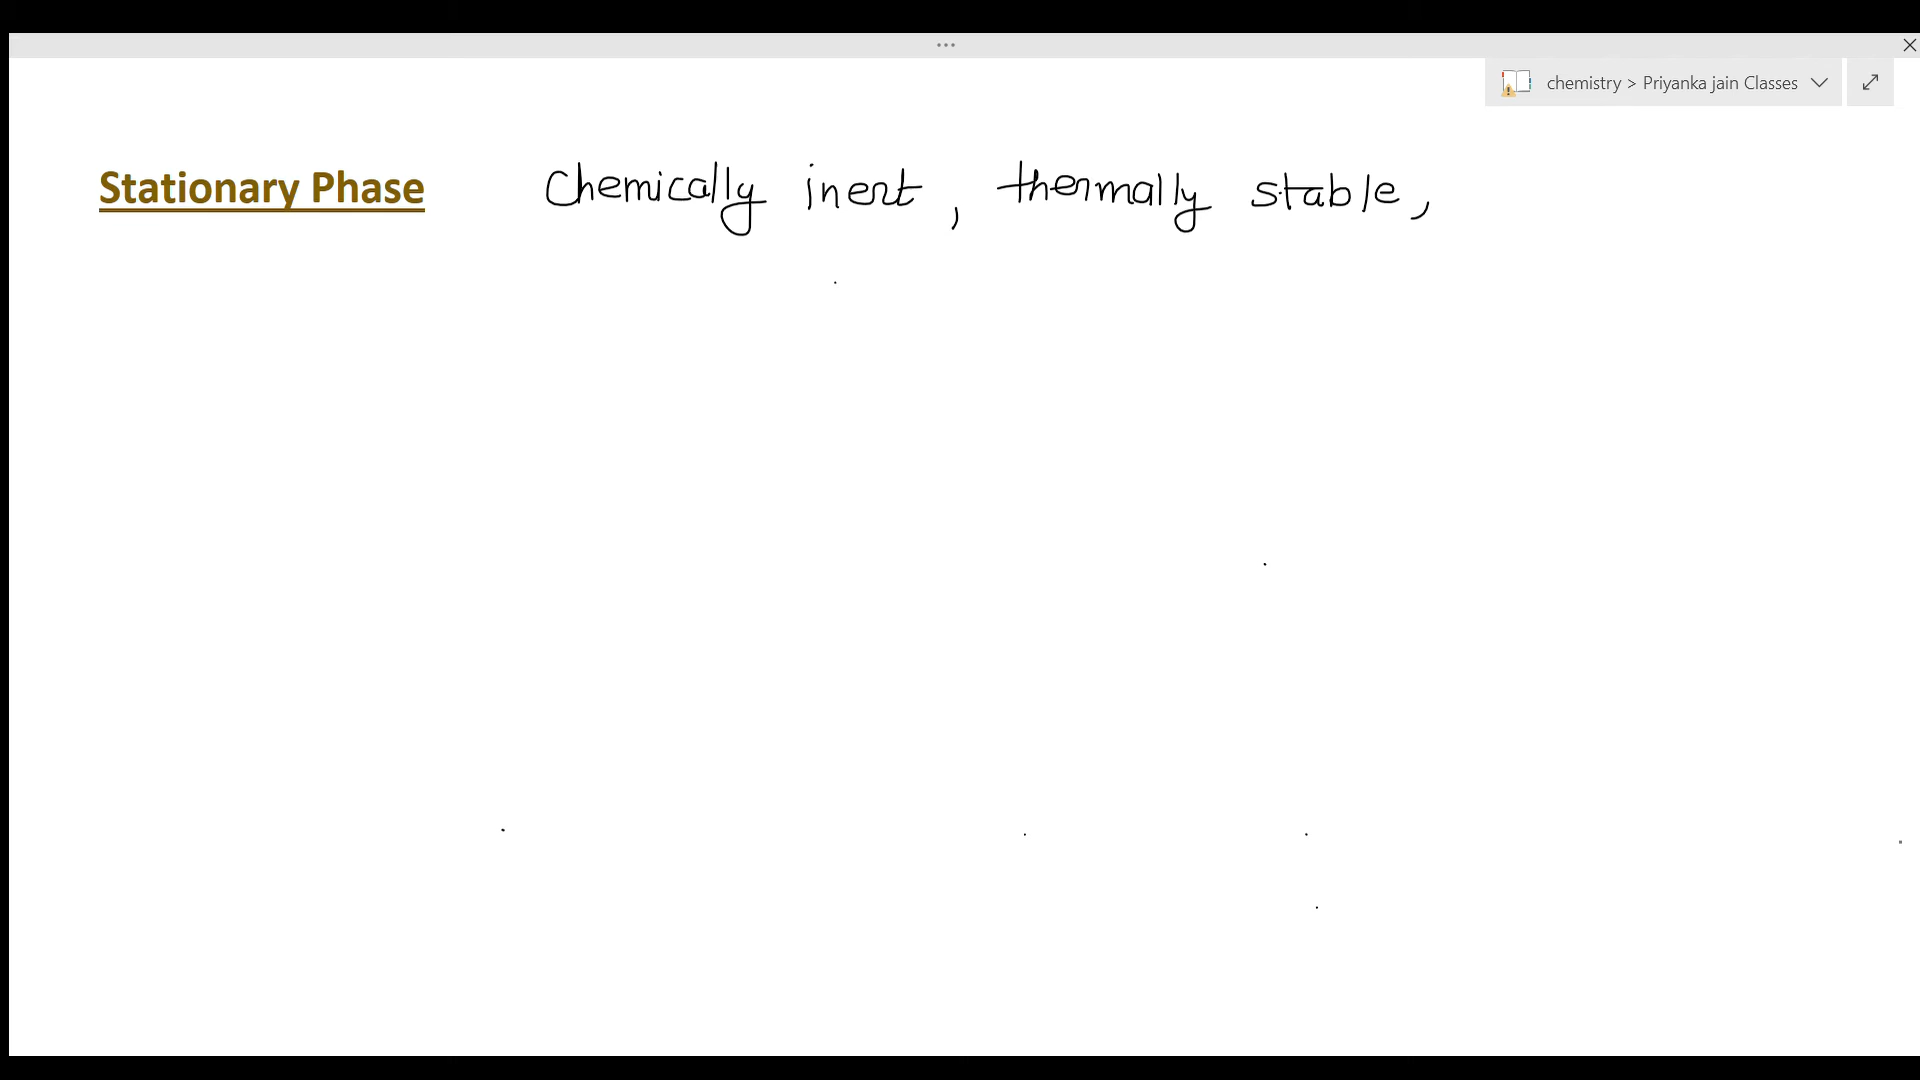 chemistry > Priyanka jain Classes
Stationary Phase Chemically inert, thermally stable,